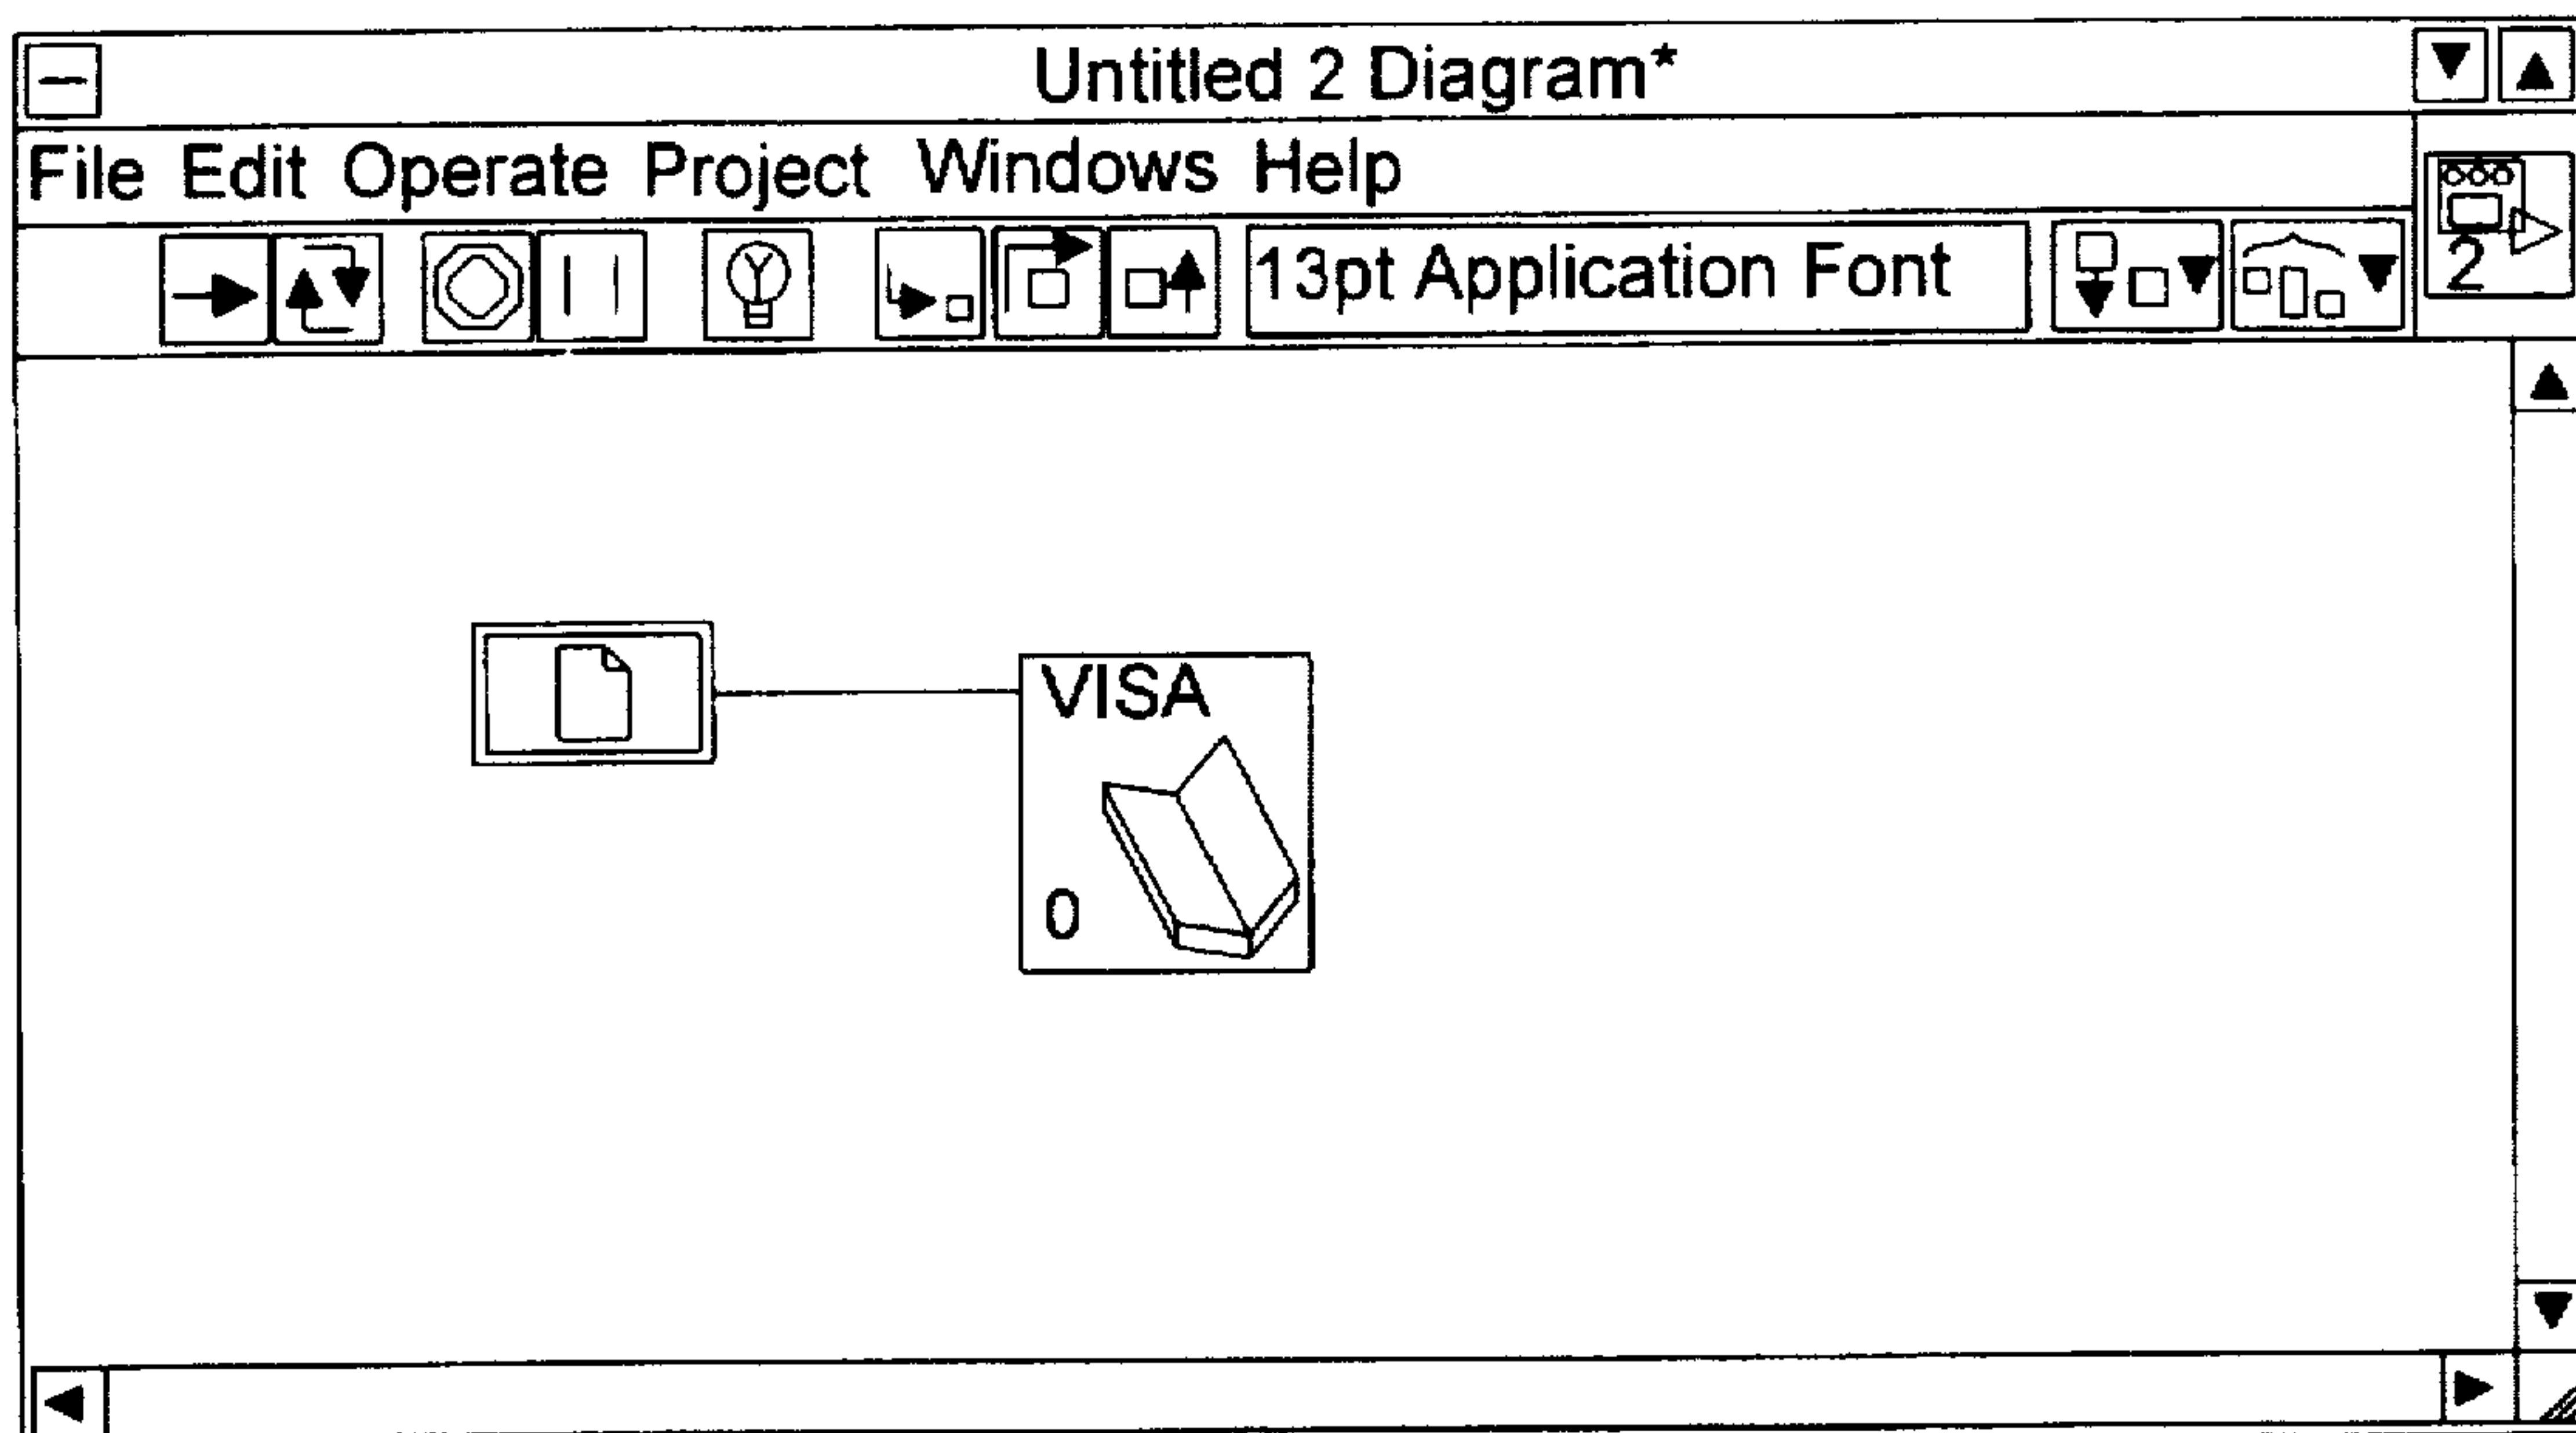 Untitled 2 Diagram*
File Edit Operate Project Windows Help
2
13pt Application Font
VISA
0